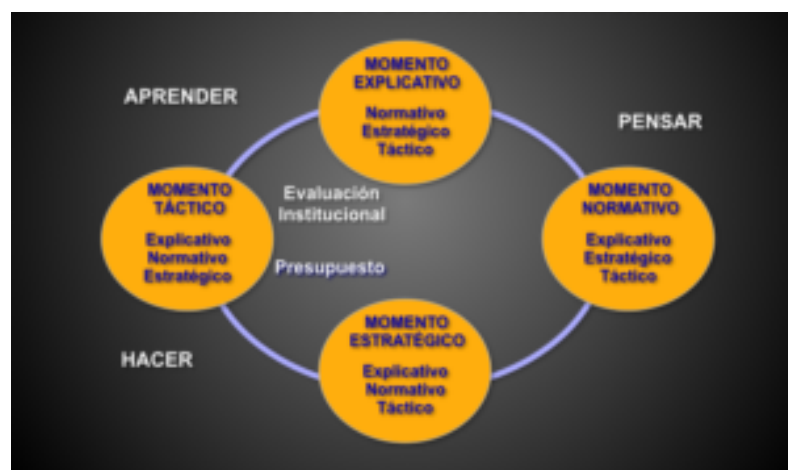 MOMENTO
EXPLICATIVO
Normativo
Estratégico
Táctico
APRENDER
PENSAR
MOMENTO
TÁCTICO
Explicativo
Normativo
Estratégico
Evaluación
Institucional
Presupuesto
MOMENTO
NORMATIVO
Explicativo
Estratégico
Táctico
MOMENTO
ESTRATÉGICO
Explicativo
Normativo
Táctico
HACER